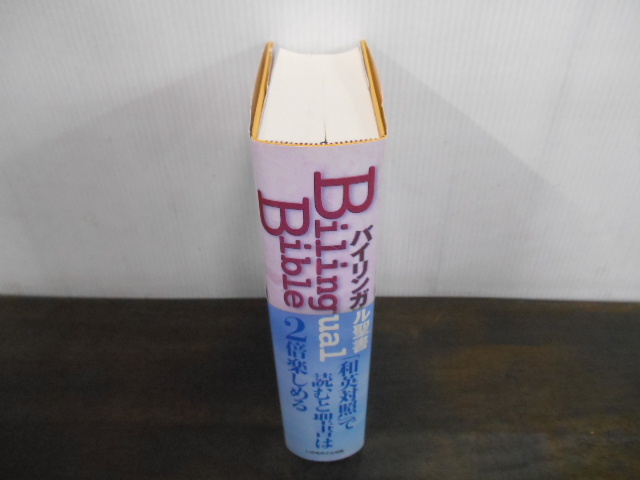 Bilingual
Bible
バイリンガル聖書
「和英対照」で
読むと聖書は
2倍楽しめる